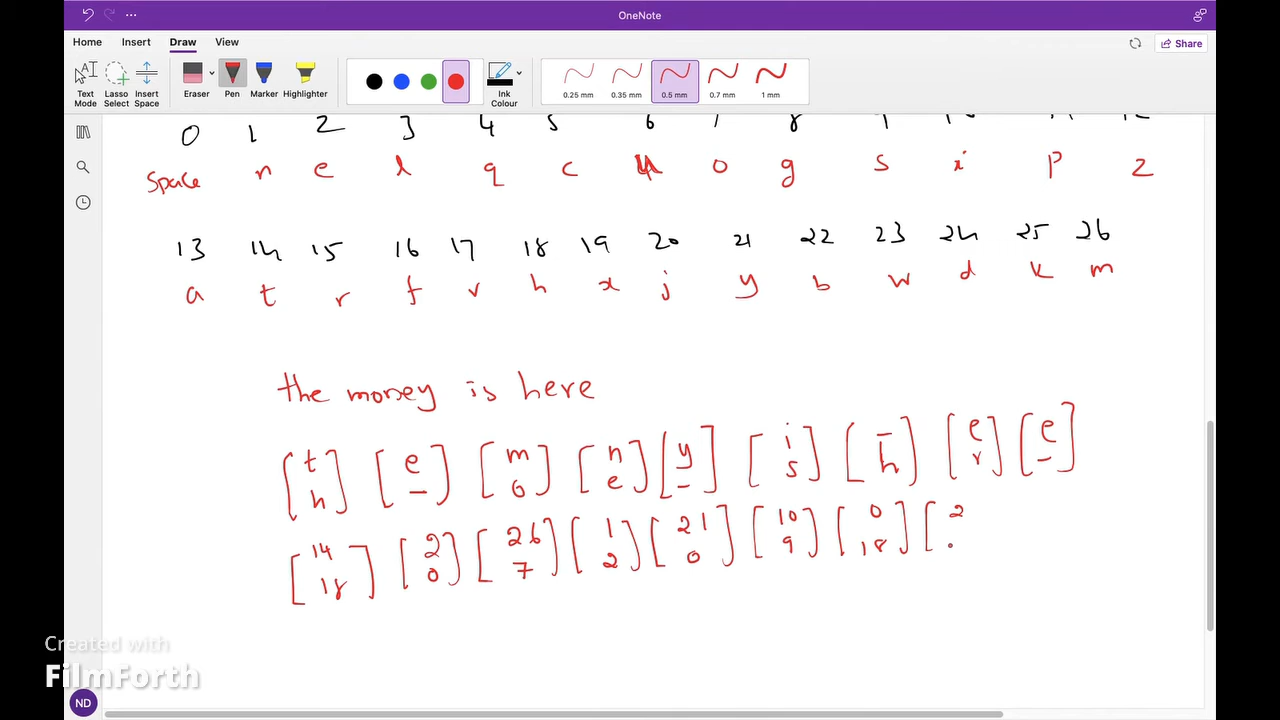 OneNote
Home Insert Draw View Share
Text Mode Lasso Select Insert Space Eraser Pen Marker Highlighter Ink Colour 0.25 mm 0.35 mm 0.5 mm 0.7 mm 1 mm
0 1 2 3 4 5 6 7 8 9 10 11 12
Space n e l q c u o g s i p z
13 14 15 16 17 18 19 20 21 22 23 24 25 26
a t r f v h x j y b w d k m
the money is here
[t h] [e _] [m o] [n e] [y _] [i s] [_ h] [e r] [e _]
[14 18] [2 0] [26 7] [1 2] [21 0] [10 9] [0 18] [2
Created with
FilmForth
ND